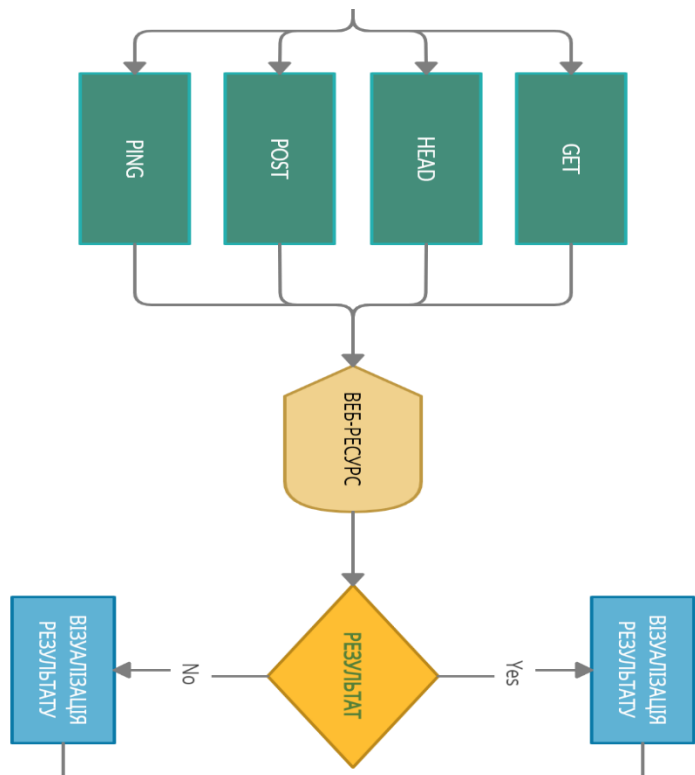 GET
HEAD
POST
PING
ВЕБ-РЕСУРС
Yes
РЕЗУЛЬТАТ
No
ВІЗУАЛІЗАЦІЯ
РЕЗУЛЬТАТУ
ВІЗУАЛІЗАЦІЯ
РЕЗУЛЬТАТУ